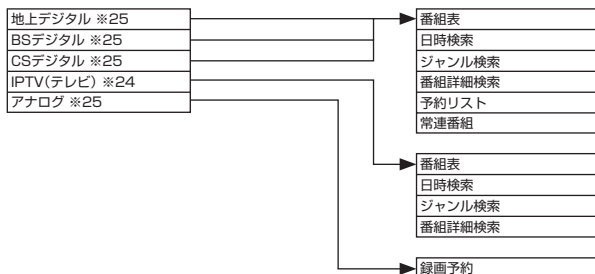 地上デジタル ※25
BSデジタル ※25
CSデジタル ※25
IPTV(テレビ) ※24
アナログ ※25
番組表
日時検索
ジャンル検索
番組詳細検索
予約リスト
常連番組
番組表
日時検索
ジャンル検索
番組詳細検索
録画予約